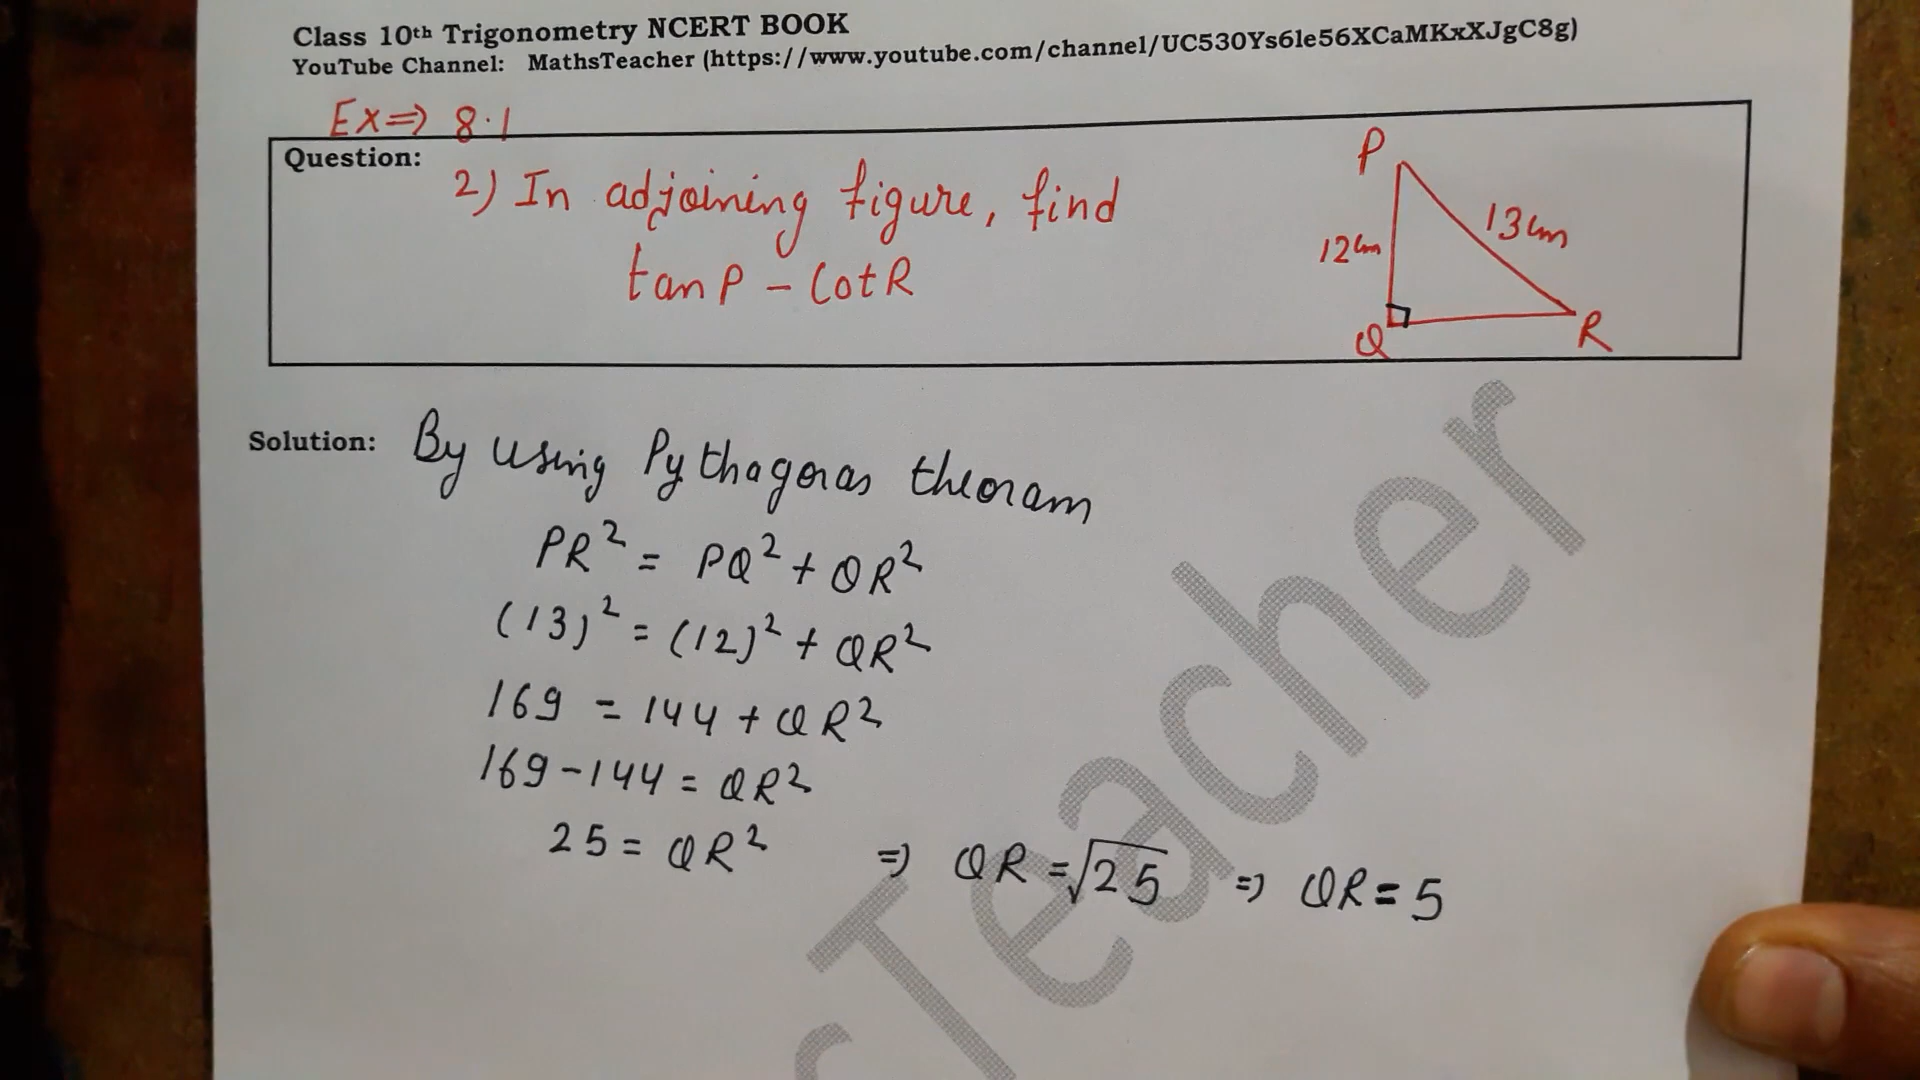 Class 10th Trigonometry NCERT BOOK
YouTube Channel: MathsTeacher (https://www.youtube.com/channel/UC530Ys6le56XCaMKxXJgC8g)
Ex⇒ 8.1
Question:
2) In adjoining figure, find
tan P - Cot R
P
12cm
13cm
Q
R
Solution: By using Pythagoras theoram
PR² = PQ² + QR²
(13)² = (12)² + QR²
169 = 144 + QR²
169-144 = QR²
25 = QR² ⇒ QR = √25 ⇒ QR = 5
rTeacher